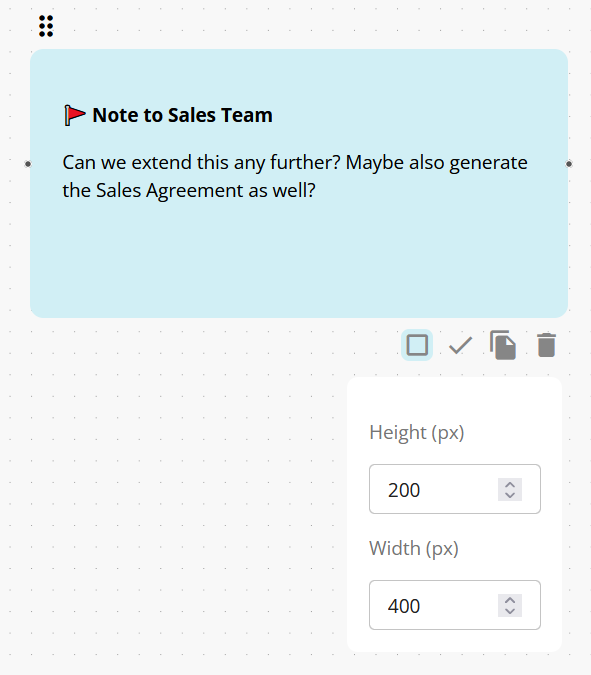 🚩 Note to Sales Team
Can we extend this any further? Maybe also generate
the Sales Agreement as well?
Height (px)
200
Width (px)
400